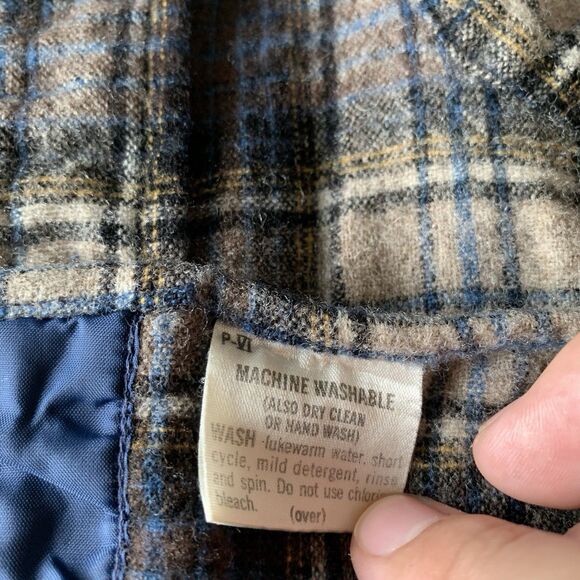 P-VI
MACHINE WASHABLE
(ALSO DRY CLEAN
OR HAND WASH)
WASH -lukewarm water, short
cycle, mild detergent, rinse
and spin. Do not use chlorine
bleach.
(over)